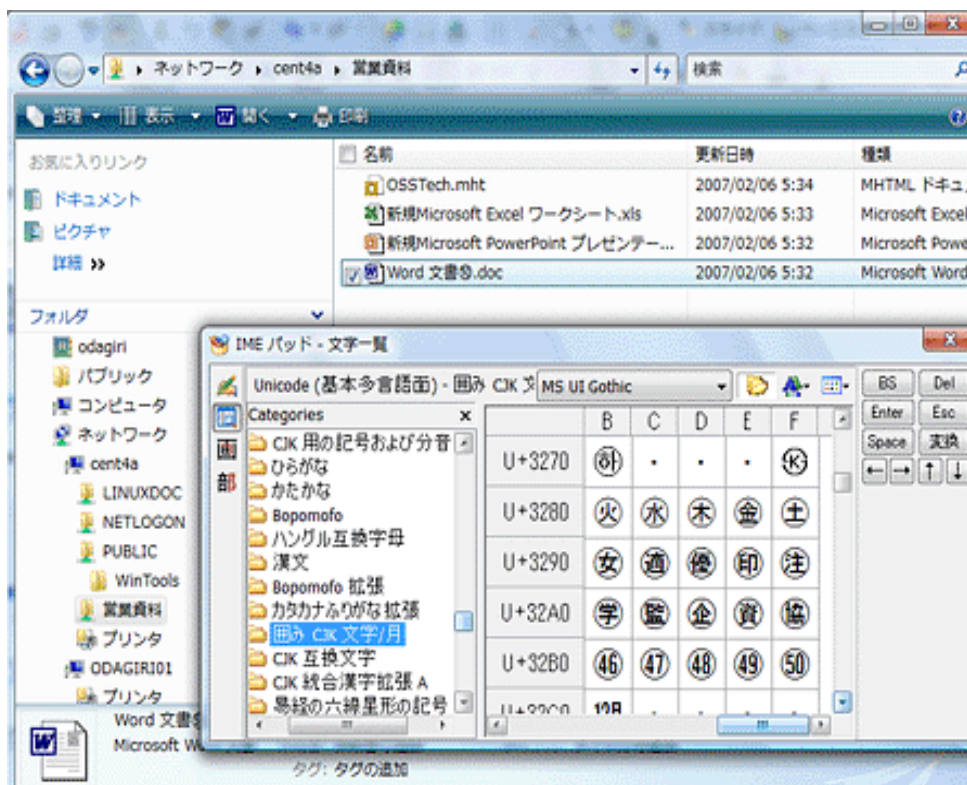 ネットワーク ▸ cent4a ▸ 営業資料
検索
整理 表示 開く 印刷
お気に入りリンク
ドキュメント
ピクチャ
詳細 »
フォルダ
odagiri
パブリック
コンピュータ
ネットワーク
cent4a
LINUXDOC
NETLOGON
PUBLIC
WinTools
営業資料
プリンタ
ODAGIRI01
プリンタ
名前 更新日時 種類
OSSTech.mht 2007/02/06 5:34 MHTML ドキュ
新規Microsoft Excel ワークシート.xls 2007/02/06 5:33 Microsoft Excel
新規Microsoft PowerPoint プレゼンテー... 2007/02/06 5:32 Microsoft Powe
Word 文書㊿.doc 2007/02/06 5:32 Microsoft Word
IME パッド - 文字一覧
Unicode (基本多言語面) - 囲み CJK 文 MS UI Gothic
画
部
Categories
CJK 用の記号および分音
ひらがな
かたかな
Bopomofo
ハングル互換字母
漢文
Bopomofo 拡張
カタカナふりがな拡張
囲み CJK 文字/月
CJK 互換文字
CJK 統合漢字拡張 A
易経の六線星形の記号
B C D E F
U+3270 ㉻ ・ ・ ・ ㉿
U+3280 ㊋ ㊌ ㊍ ㊎ ㊏
U+3290 ㊛ ㊜ ㊝ ㊞ ㊟
U+32A0 ㊫ ㊬ ㊭ ㊮ ㊯
U+32B0 ㊻ ㊼ ㊽ ㊾ ㊿
U+32C0 12月 ・ ・ ・ ・
BS Del
Enter Esc
Space 変換
← → ↑ ↓
Word 文書
Microsoft W
タグ: タグの追加